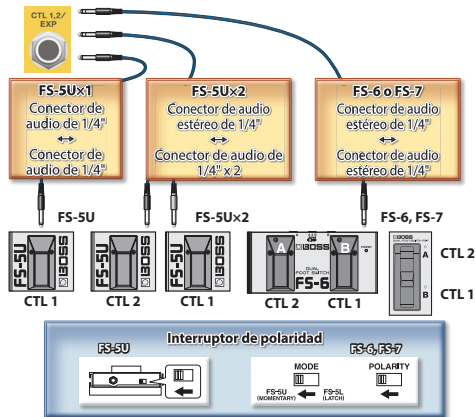 CTL 1,2/
EXP
FS-5U×1
Conector de
audio de 1/4"
Conector de
audio de 1/4"
FS-5U×2
Conector de audio
estéreo de 1/4"
Conector de audio de
1/4" x 2
FS-6 o FS-7
Conector de audio
estéreo de 1/4"
Conector de audio
estéreo de 1/4"
FS-5U
FS-5U×2
FS-6, FS-7
FS-5U
BOSS
CTL 1
FS-5U
BOSS
CTL 2
FS-5U
BOSS
CTL 1
A
BOSS
B
DUAL
FOOT SWITCH
FS-6
CTL 2
CTL 1
BOSS
A
B
CTL 2
CTL 1
Interruptor de polaridad
FS-5U
FS-6, FS-7
MODE
POLARITY
FS-5U
(MOMENTARY)
FS-5L
(LATCH)